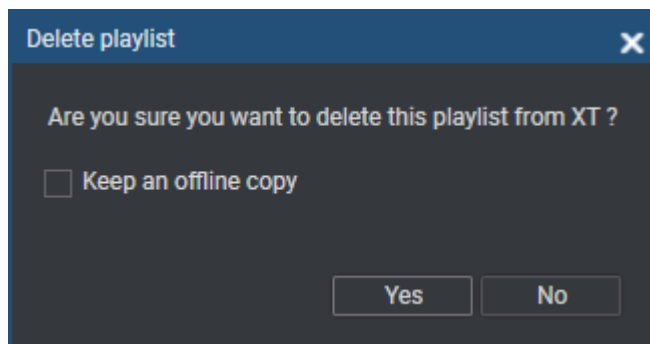 Delete playlist
Are you sure you want to delete this playlist from XT ?
Keep an offline copy
Yes No